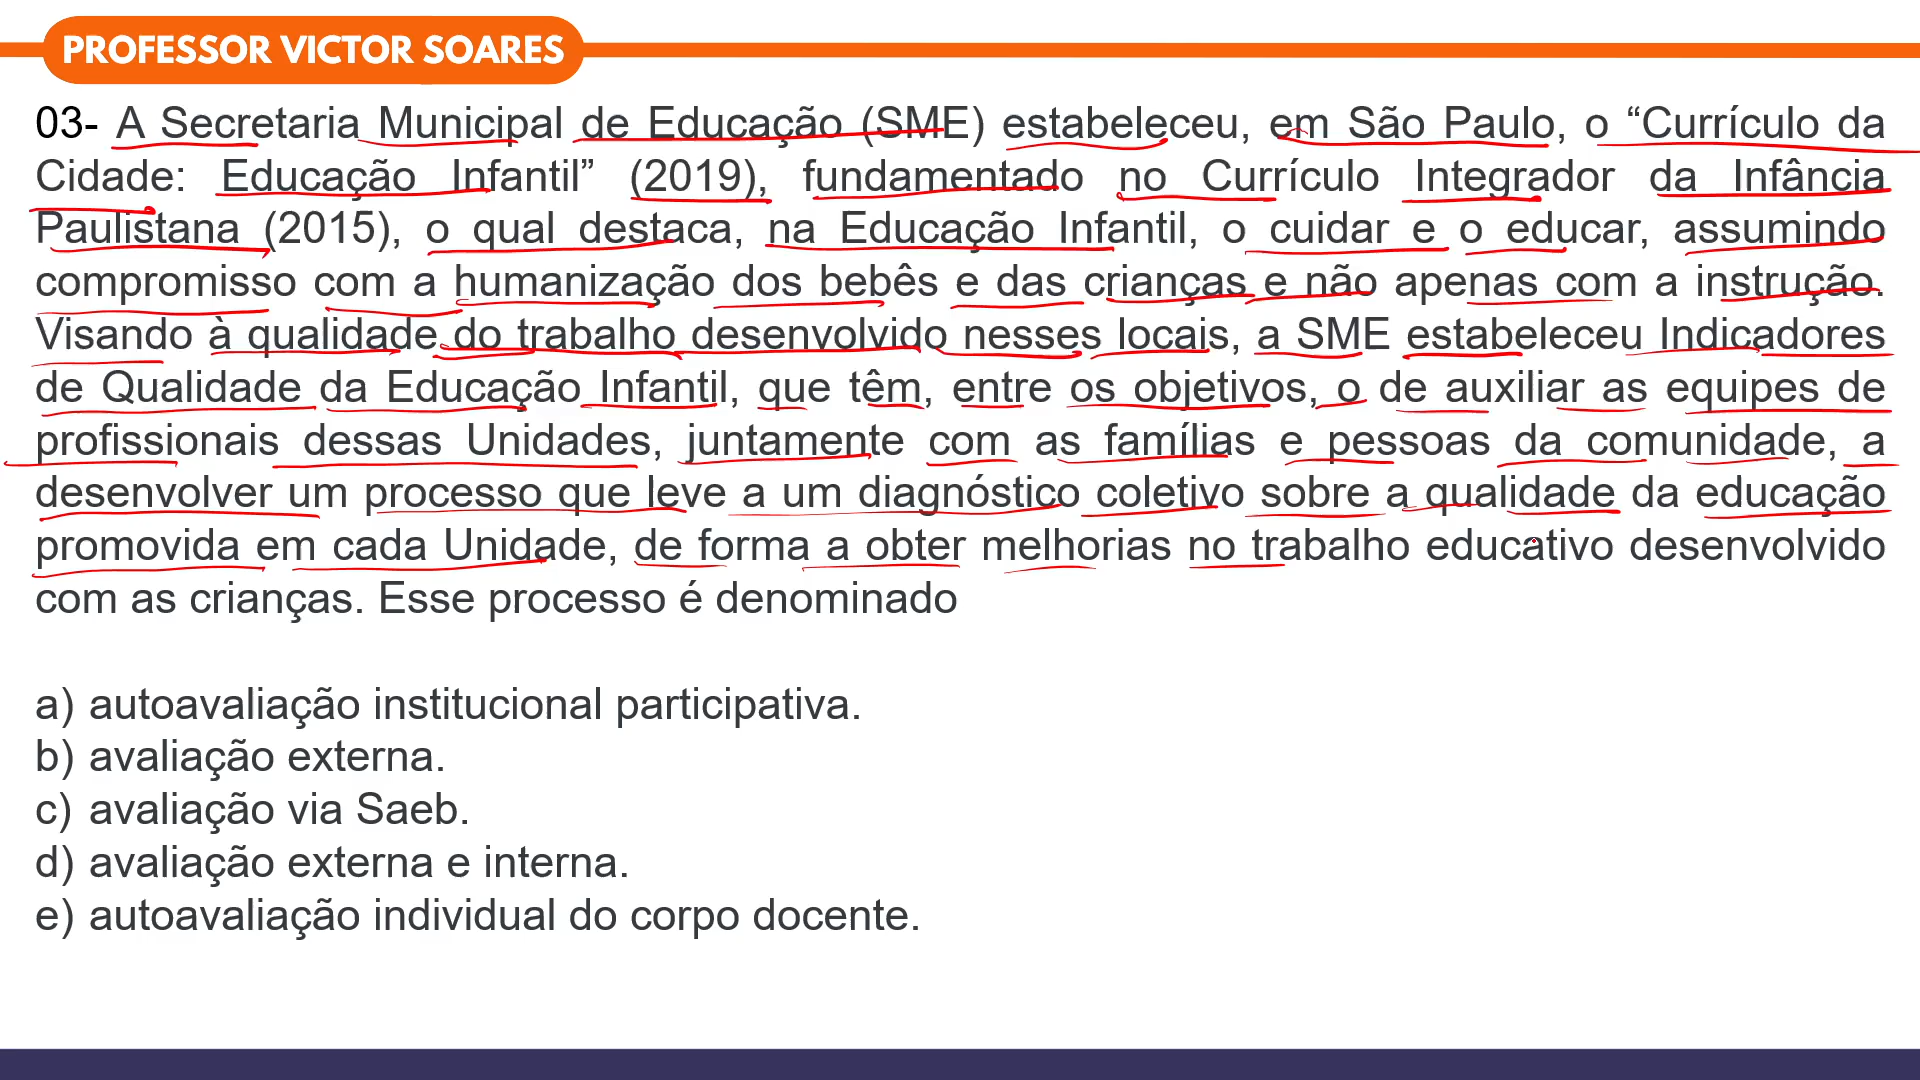 PROFESSOR VICTOR SOARES
03- A Secretaria Municipal de Educação (SME) estabeleceu, em São Paulo, o “Currículo da
Cidade: Educação Infantil” (2019), fundamentado no Currículo Integrador da Infância
Paulistana (2015), o qual destaca, na Educação Infantil, o cuidar e o educar, assumindo
compromisso com a humanização dos bebês e das crianças e não apenas com a instrução.
Visando à qualidade do trabalho desenvolvido nesses locais, a SME estabeleceu Indicadores
de Qualidade da Educação Infantil, que têm, entre os objetivos, o de auxiliar as equipes de
profissionais dessas Unidades, juntamente com as famílias e pessoas da comunidade, a
desenvolver um processo que leve a um diagnóstico coletivo sobre a qualidade da educação
promovida em cada Unidade, de forma a obter melhorias no trabalho educativo desenvolvido
com as crianças. Esse processo é denominado
a) autoavaliação institucional participativa.
b) avaliação externa.
c) avaliação via Saeb.
d) avaliação externa e interna.
e) autoavaliação individual do corpo docente.